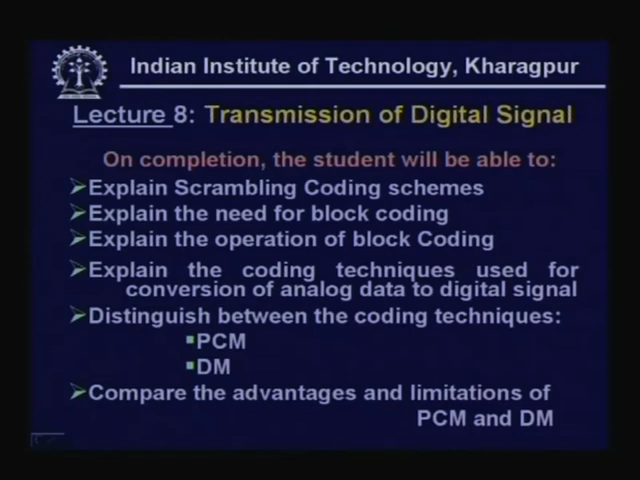 Indian Institute of Technology, Kharagpur
Lecture 8: Transmission of Digital Signal
On completion, the student will be able to:
➢Explain Scrambling Coding schemes
➢Explain the need for block coding
➢Explain the operation of block Coding
➢Explain the coding techniques used for
conversion of analog data to digital signal
➢Distinguish between the coding techniques:
▪PCM
▪DM
➢Compare the advantages and limitations of
PCM and DM